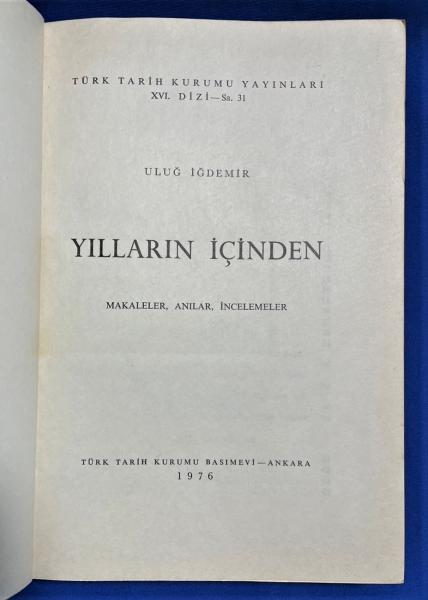 TÜRK TARİH KURUMU YAYINLARI
XVI. DİZİ—Sa. 31
ULUĞ İĞDEMİR
YILLARIN İÇİNDEN
MAKALELER, ANILAR, İNCELEMELER
TÜRK TARİH KURUMU BASIMEVİ—ANKARA
1976